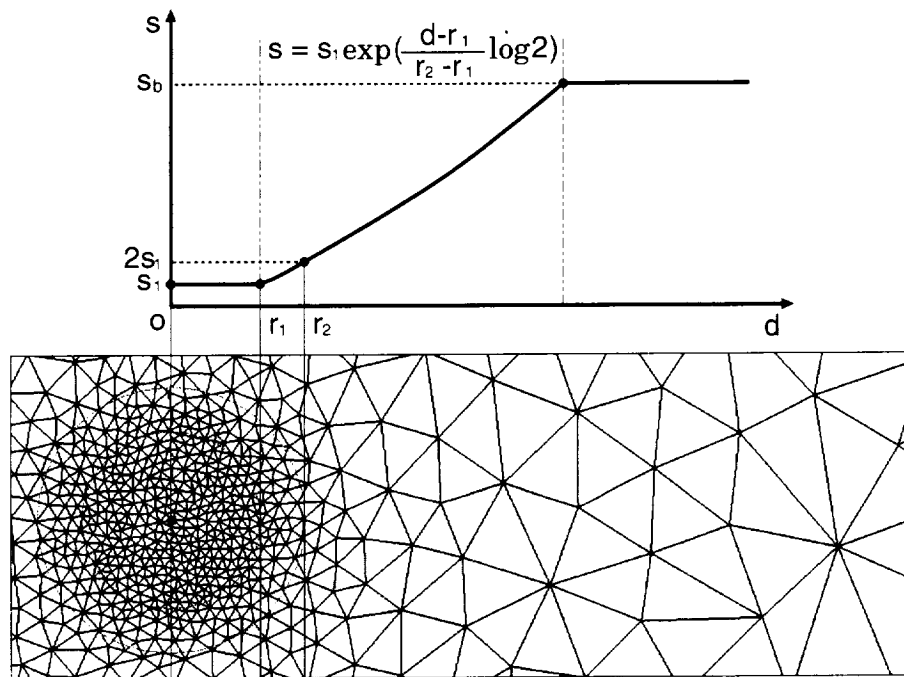 s
s = s₁exp(d-r₁/r₂-r₁ log2)
s_b
2s₁
s₁
o
r₁
r₂
d